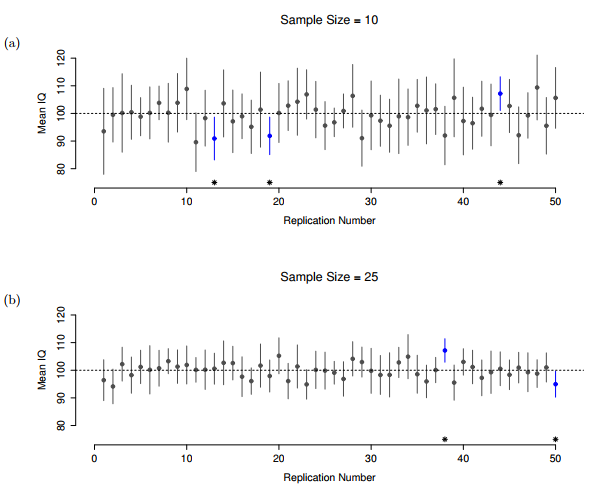 Sample Size = 10
(a)
120
110
100
90
80
Mean IQ
0 10 20 30 40 50
Replication Number
Sample Size = 25
(b)
120
110
100
90
80
Mean IQ
0 10 20 30 40 50
Replication Number